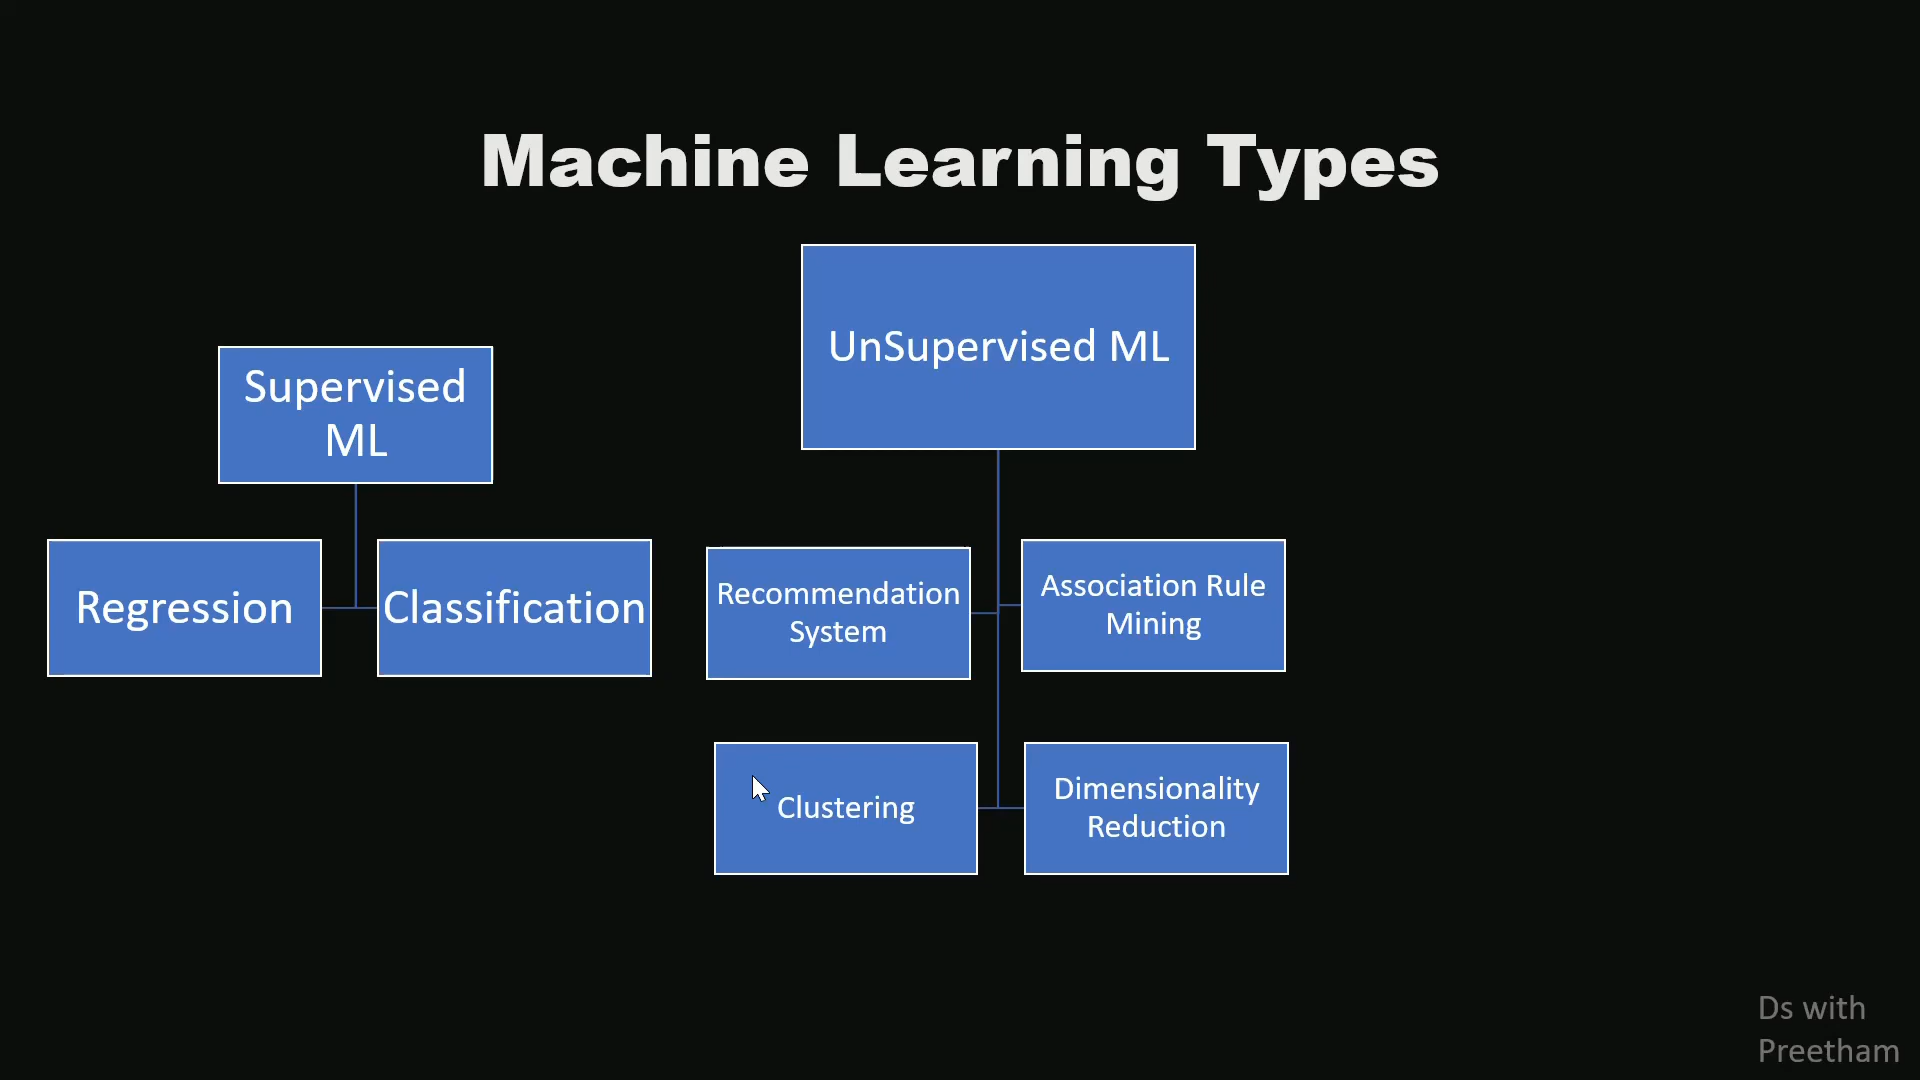 Machine Learning Types
Supervised
ML
Regression
Classification
UnSupervised ML
Recommendation
System
Association Rule
Mining
Clustering
Dimensionality
Reduction
Ds with
Preetham